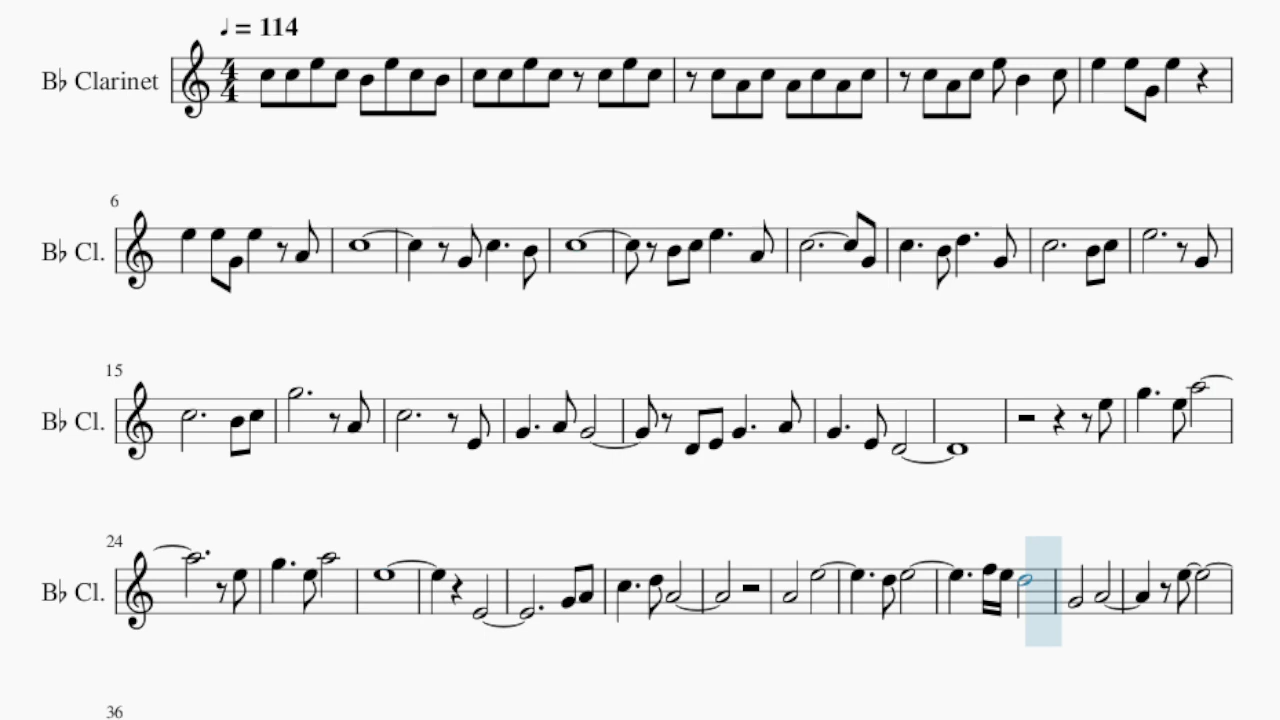 ♩ = 114
B♭ Clarinet
4
4
6
B♭ Cl.
15
B♭ Cl.
24
B♭ Cl.
36